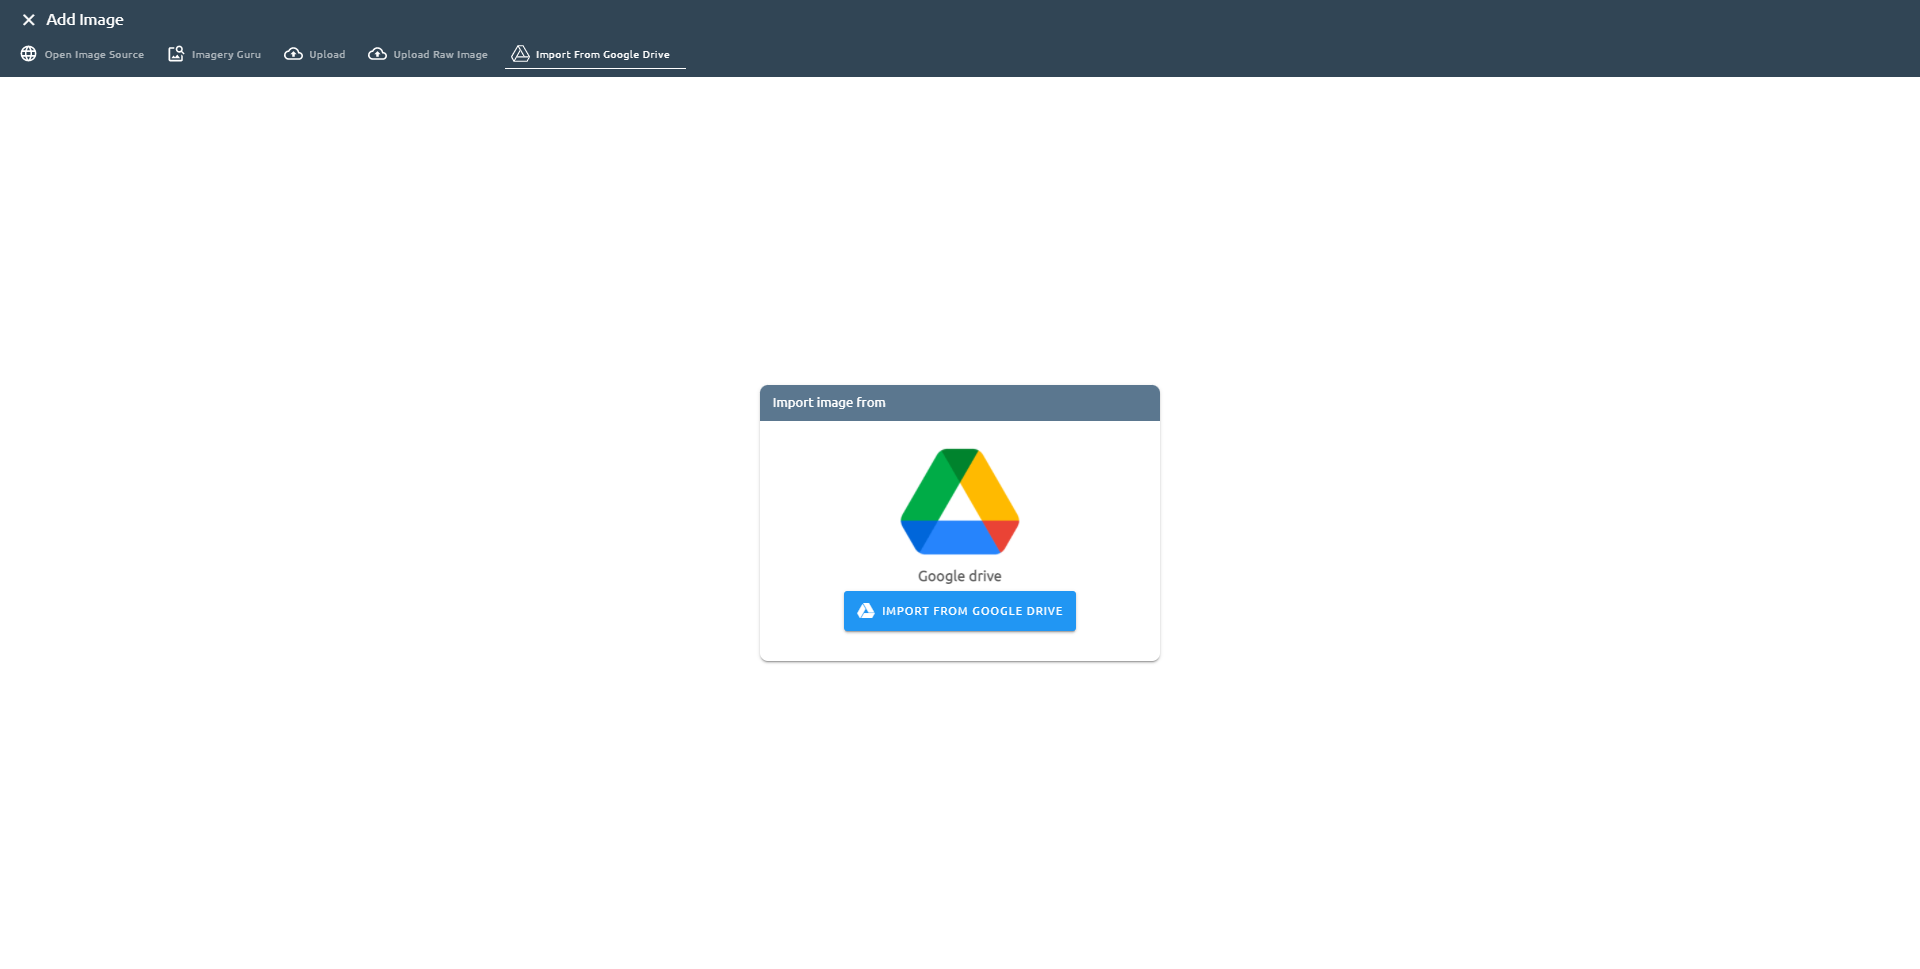 Add Image
Open Image Source Imagery Guru Upload Upload Raw Image Import From Google Drive
Import image from
Google drive
IMPORT FROM GOOGLE DRIVE